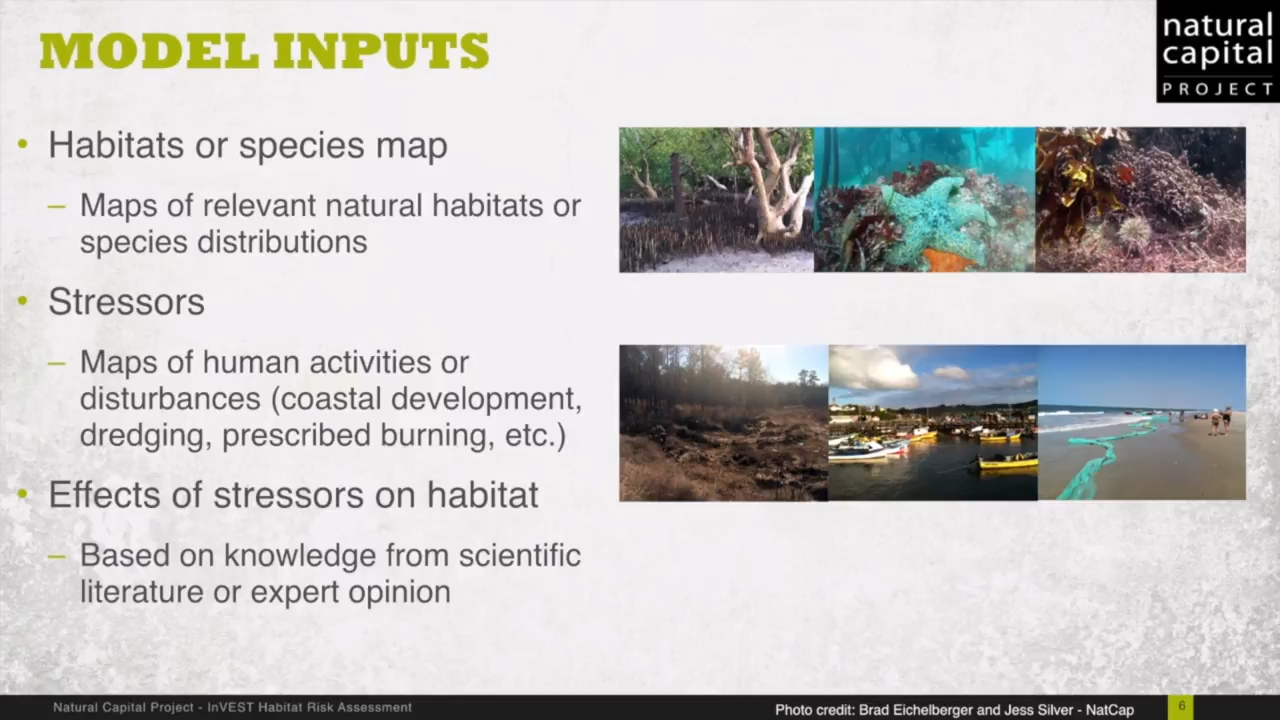 MODEL INPUTS
natural
capital
PROJECT
• Habitats or species map
– Maps of relevant natural habitats or
species distributions
• Stressors
– Maps of human activities or
disturbances (coastal development,
dredging, prescribed burning, etc.)
• Effects of stressors on habitat
– Based on knowledge from scientific
literature or expert opinion
Natural Capital Project - InVEST Habitat Risk Assessment
Photo credit: Brad Eichelberger and Jess Silver - NatCap
6